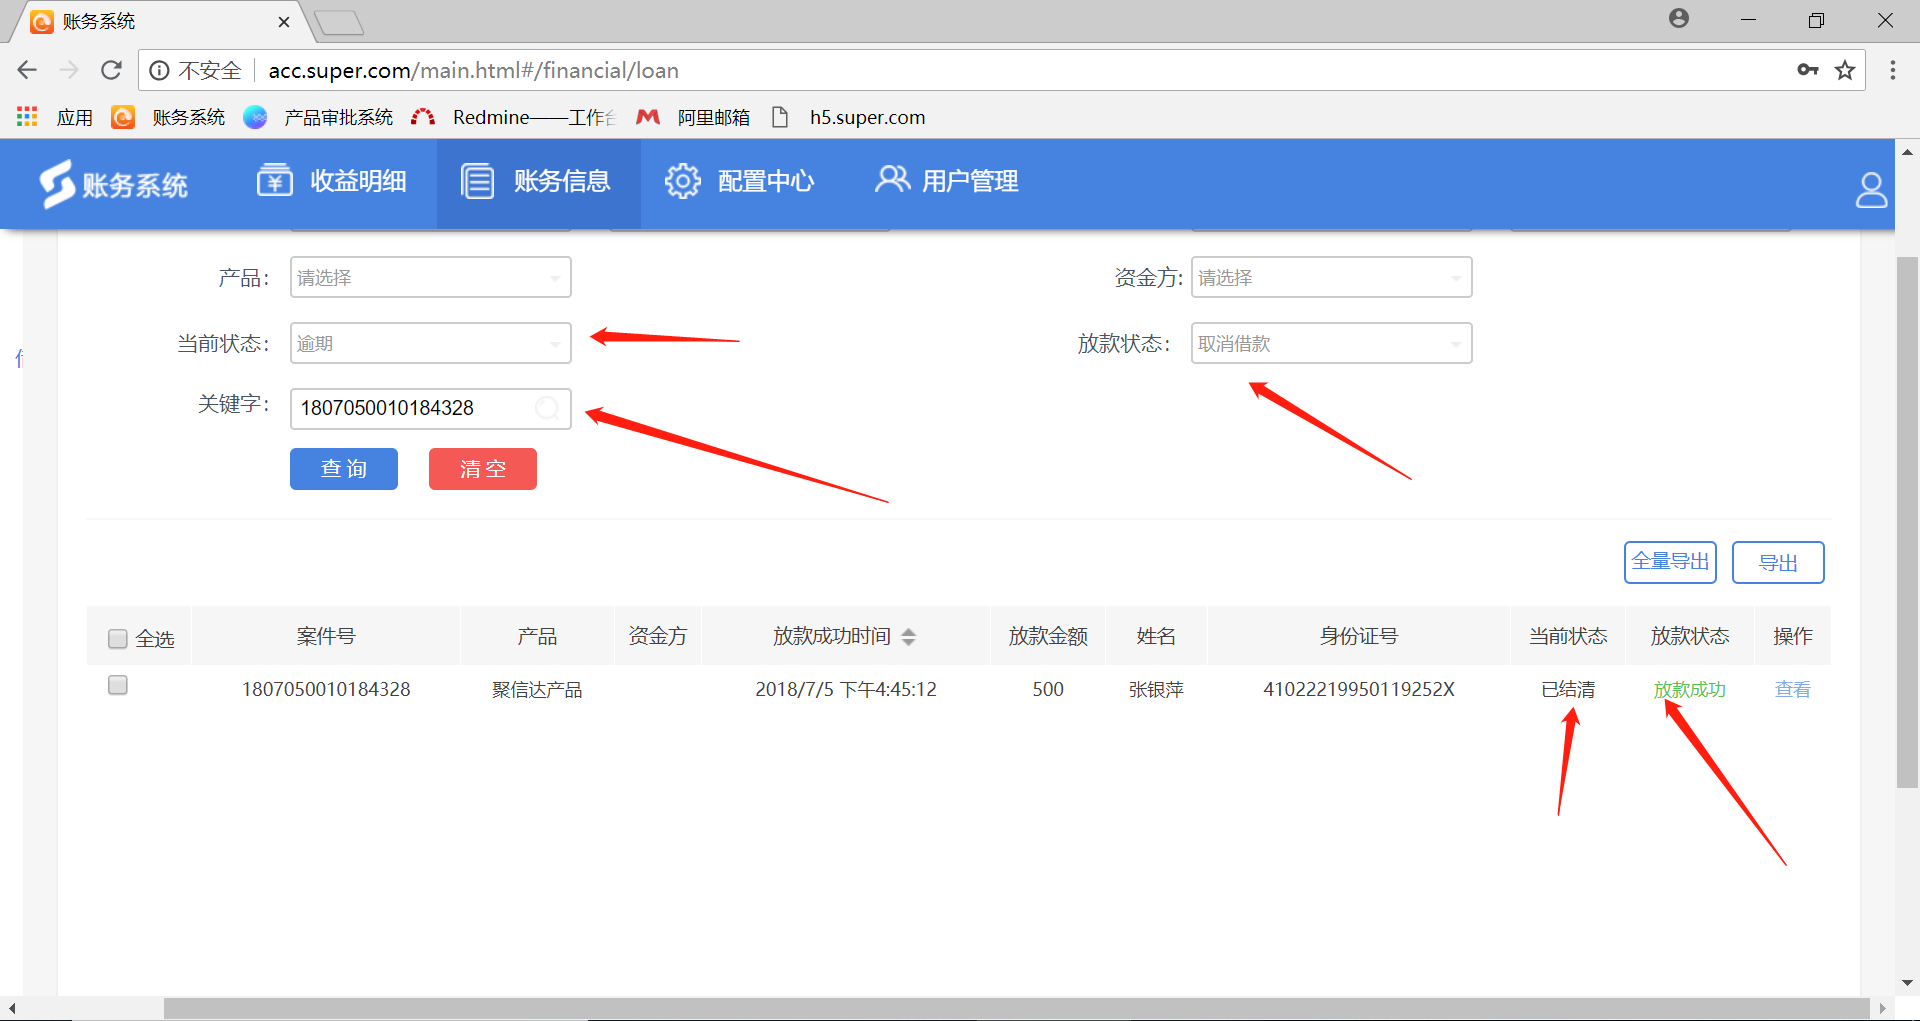 账务系统
不安全 acc.super.com/main.html#/financial/loan
应用 账务系统 产品审批系统 Redmine——工作台 阿里邮箱 h5.super.com
账务系统 收益明细 账务信息 配置中心 用户管理
产品： 请选择 资金方: 请选择
当前状态： 逾期 放款状态： 取消借款
关键字： 1807050010184328
查 询 清 空
全量导出 导出
全选 案件号 产品 资金方 放款成功时间 放款金额 姓名 身份证号 当前状态 放款状态 操作
1807050010184328 聚信达产品 2018/7/5 下午4:45:12 500 张银萍 41022219950119252X 已结清 放款成功 查看